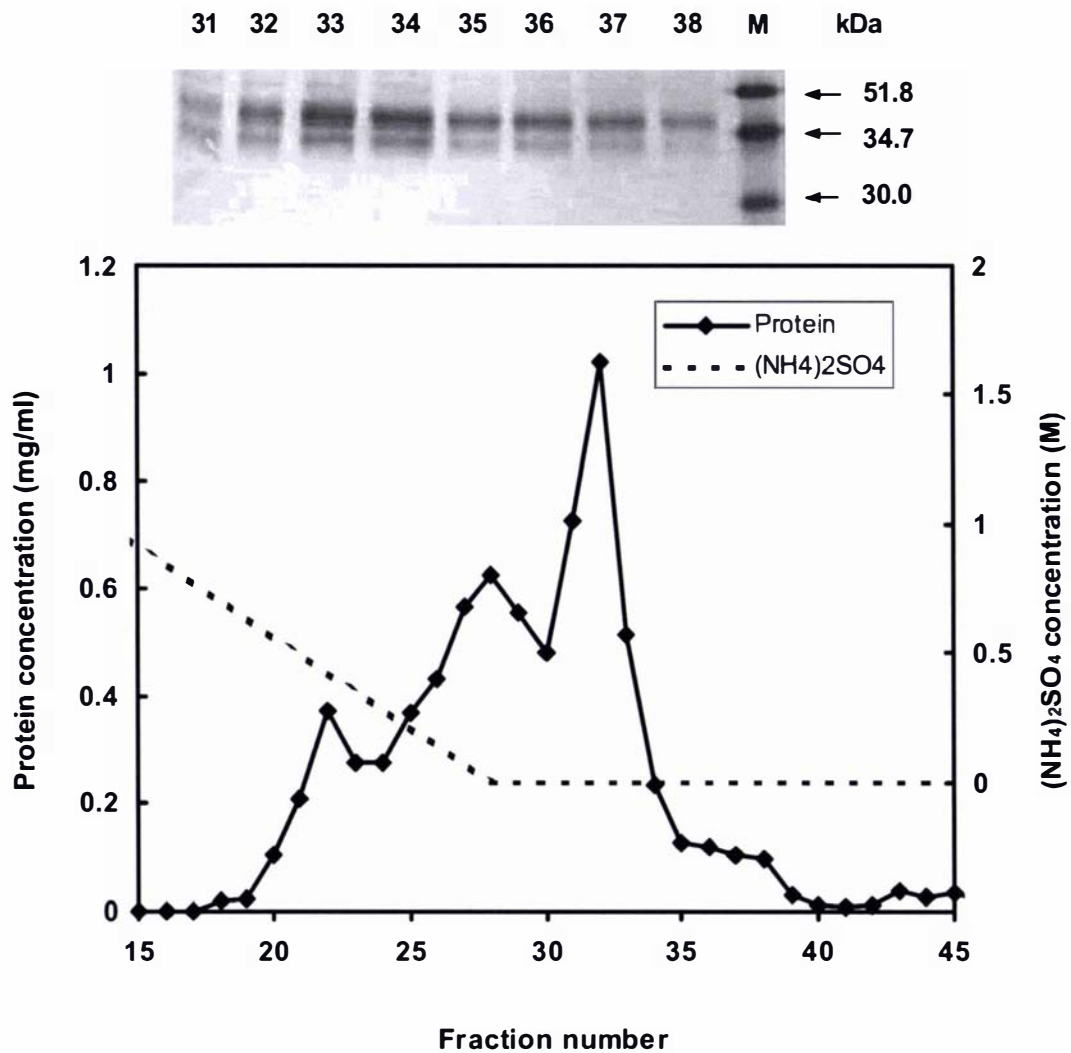 31 32 33 34 35 36 37 38 M kDa
51.8
34.7
30.0
1.2
1
0.8
0.6
0.4
0.2
0
Protein concentration (mg/ml)
Protein
(NH4)2SO4
2
1.5
1
0.5
0
(NH₄)₂SO₄ concentration (M)
15 20 25 30 35 40 45
Fraction number